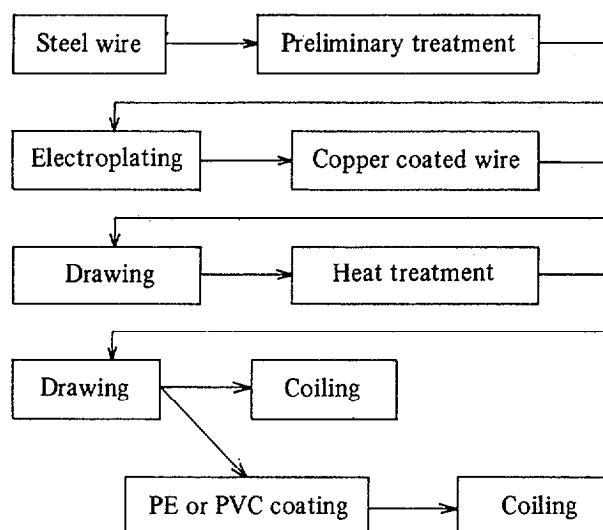 Steel wire
Preliminary treatment
Electroplating
Copper coated wire
Drawing
Heat treatment
Drawing
Coiling
PE or PVC coating
Coiling